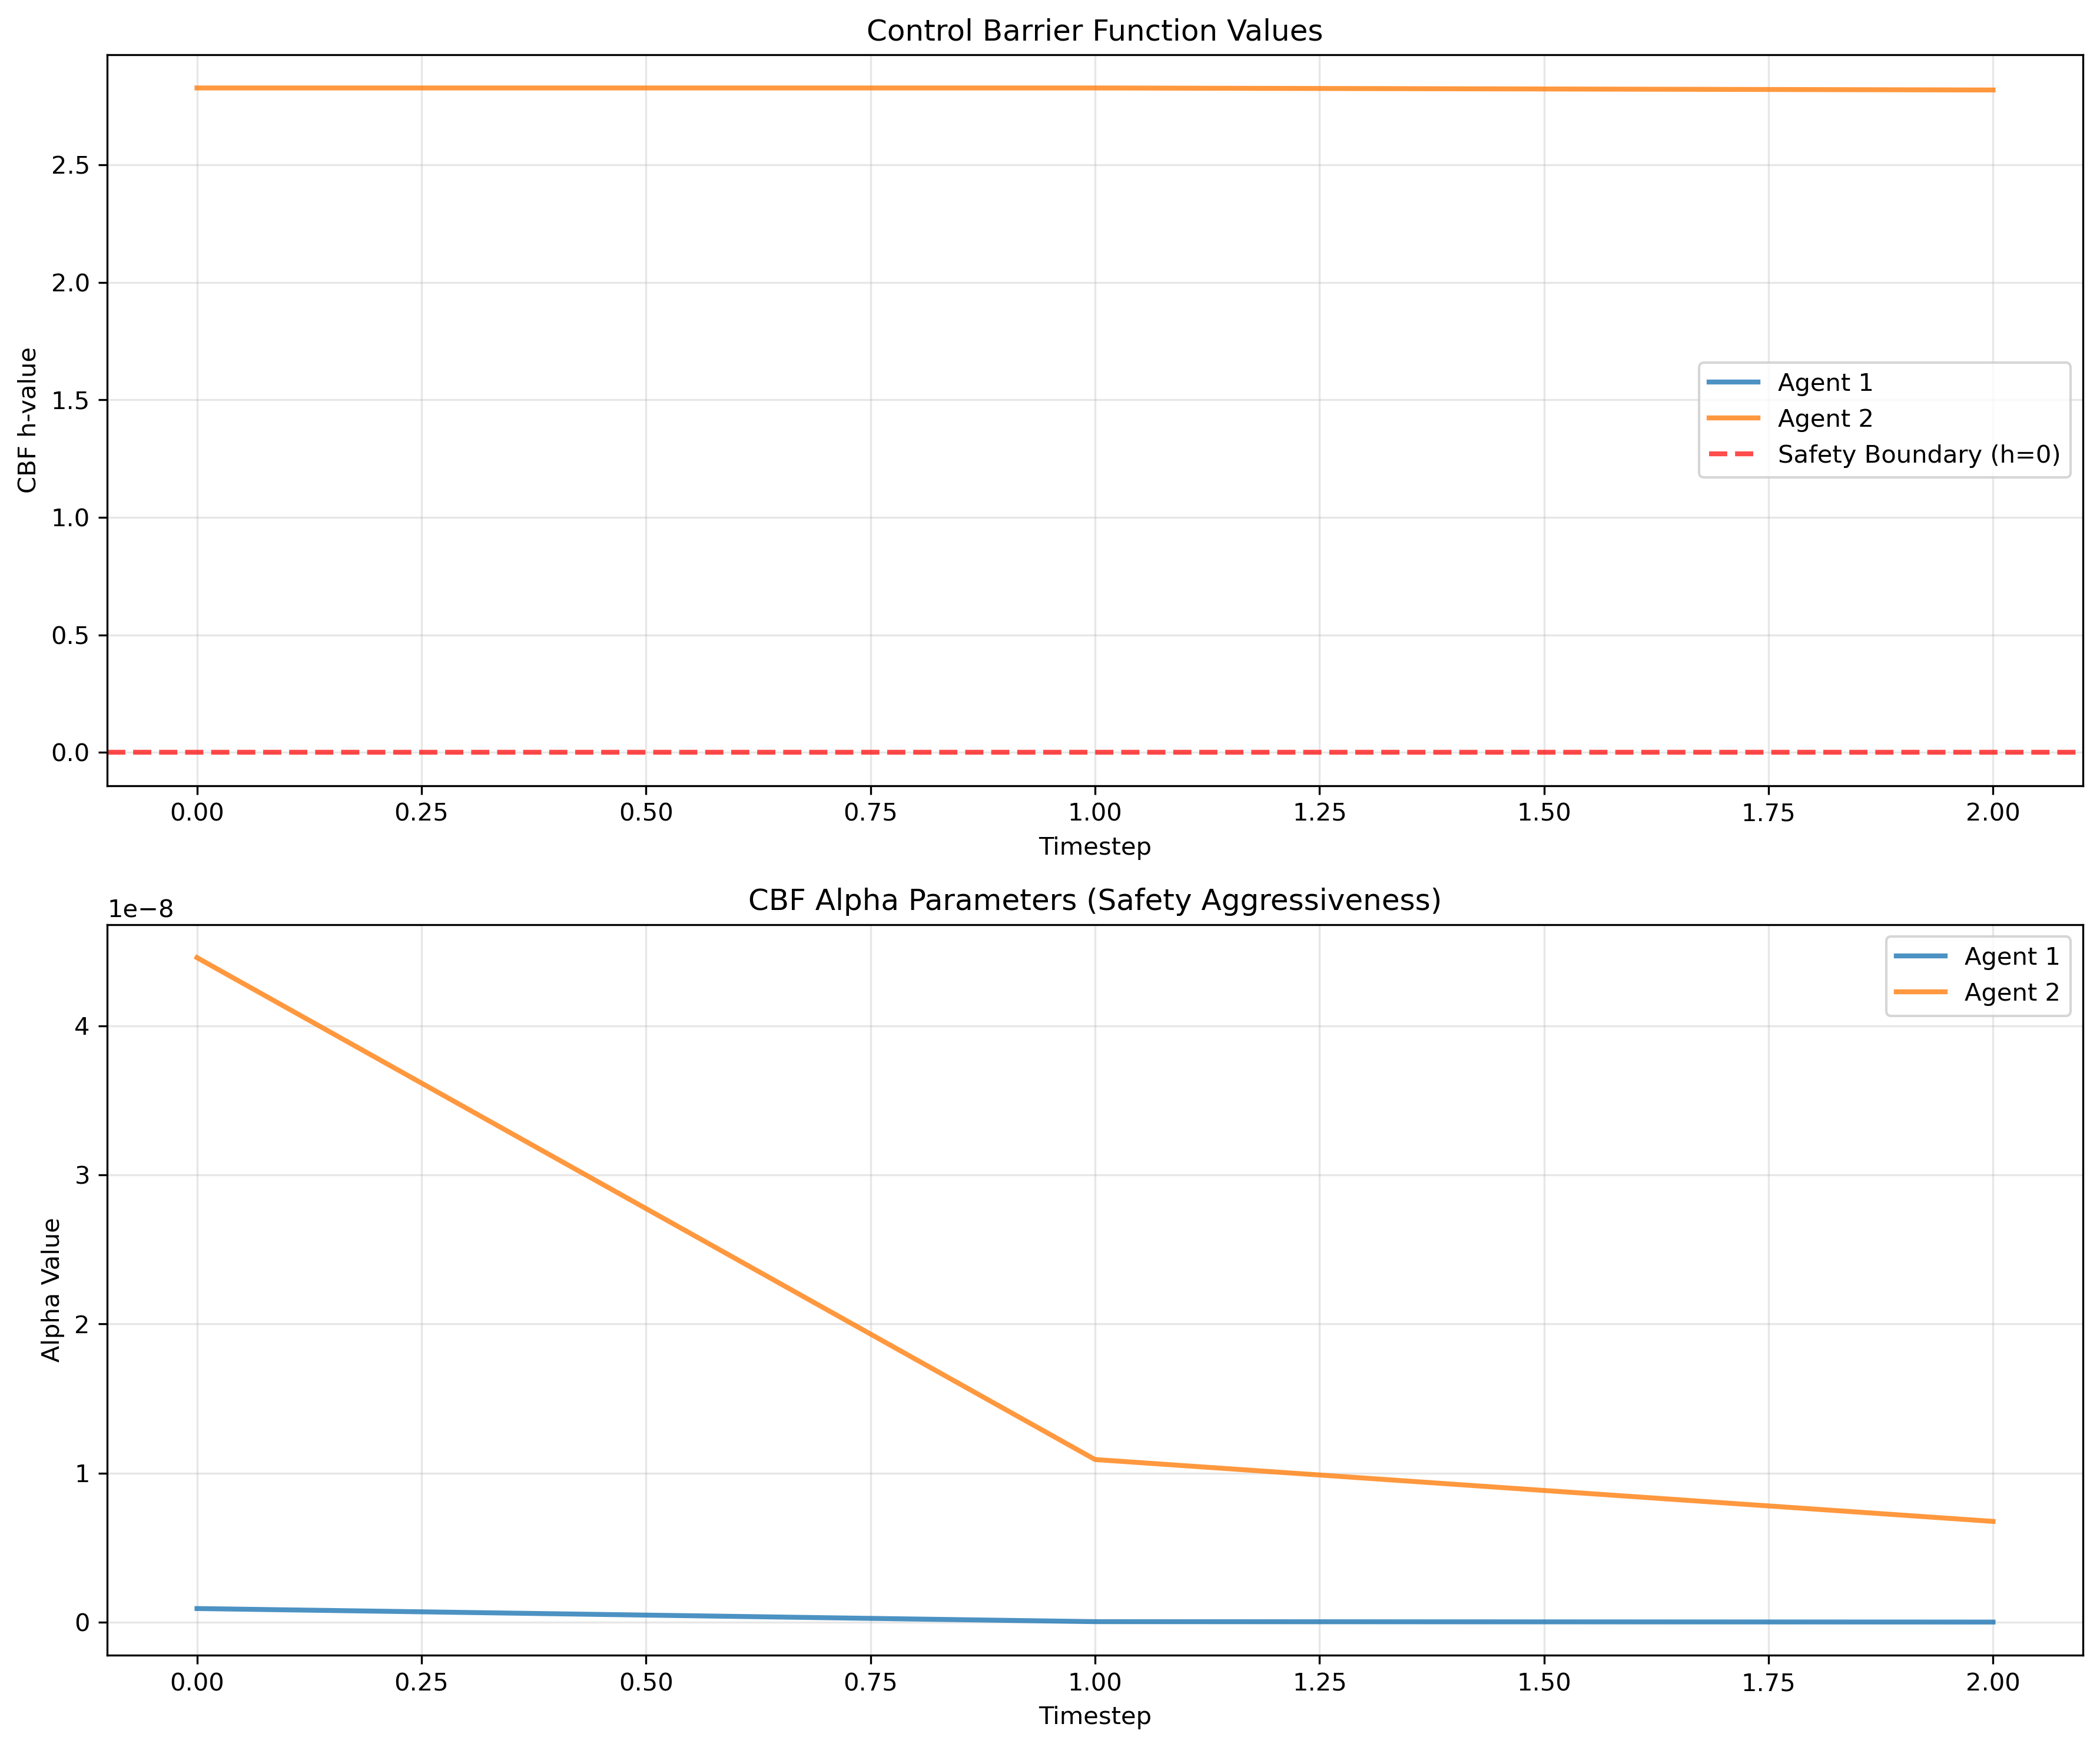 Control Barrier Function Values
CBF h-value
2.5
2.0
1.5
1.0
0.5
0.0
Agent 1
Agent 2
Safety Boundary (h=0)
0.00 0.25 0.50 0.75 1.00 1.25 1.50 1.75 2.00
Timestep
CBF Alpha Parameters (Safety Aggressiveness)
1e−8
Alpha Value
4
3
2
1
0
Agent 1
Agent 2
0.00 0.25 0.50 0.75 1.00 1.25 1.50 1.75 2.00
Timestep